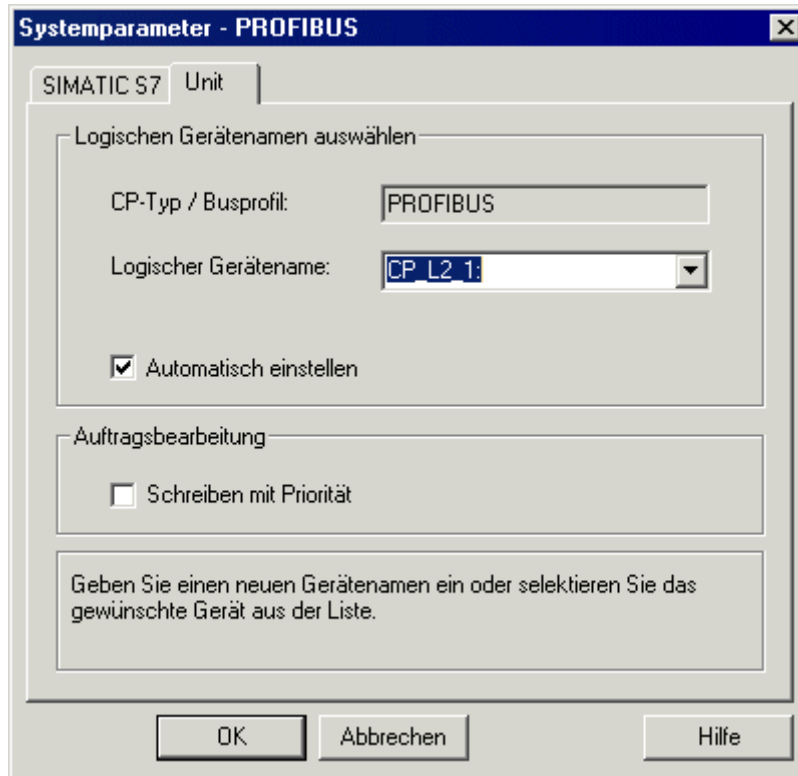 Systemparameter - PROFIBUS
SIMATIC S7 Unit
Logischen Gerätenamen auswählen
CP-Typ / Busprofil: PROFIBUS
Logischer Gerätename: CP_L2_1:
Automatisch einstellen
Auftragsbearbeitung
Schreiben mit Priorität
Geben Sie einen neuen Gerätenamen ein oder selektieren Sie das
gewünschte Gerät aus der Liste.
OK Abbrechen Hilfe